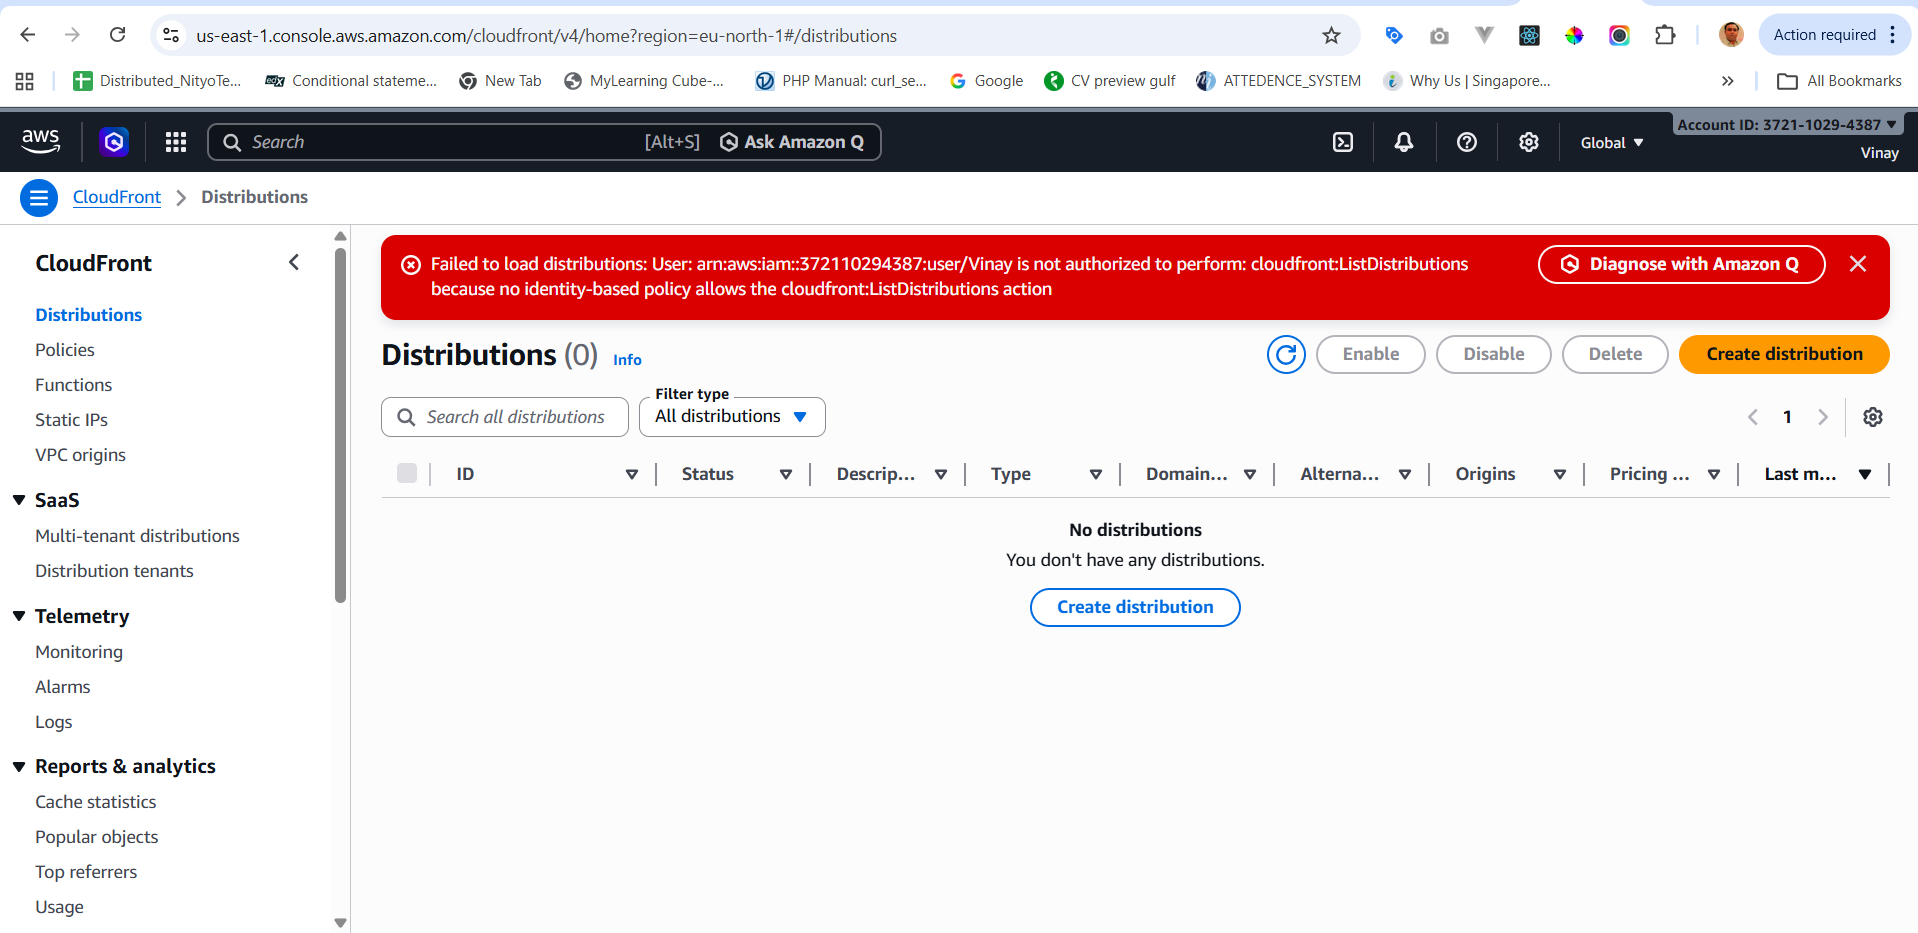 us-east-1.console.aws.amazon.com/cloudfront/v4/home?region=eu-north-1#/distributions
Action required
Distributed_NityoTe...
edX
Conditional stateme...
New Tab
MyLearning Cube-...
PHP Manual: curl_se...
Google
CV preview gulf
ATTEDENCE_SYSTEM
Why Us | Singapore...
All Bookmarks
aws
Search
[Alt+S]
Ask Amazon Q
Global
Account ID: 3721-1029-4387
Vinay
CloudFront
Distributions
CloudFront
Distributions
Policies
Functions
Static IPs
VPC origins
SaaS
Multi-tenant distributions
Distribution tenants
Telemetry
Monitoring
Alarms
Logs
Reports & analytics
Cache statistics
Popular objects
Top referrers
Usage
Failed to load distributions: User: arn:aws:iam::372110294387:user/Vinay is not authorized to perform: cloudfront:ListDistributions
because no identity-based policy allows the cloudfront:ListDistributions action
Diagnose with Amazon Q
Distributions (0) Info
Enable
Disable
Delete
Create distribution
Search all distributions
Filter type
All distributions
1
ID
Status
Descrip...
Type
Domain...
Alterna...
Origins
Pricing ...
Last m...
No distributions
You don't have any distributions.
Create distribution